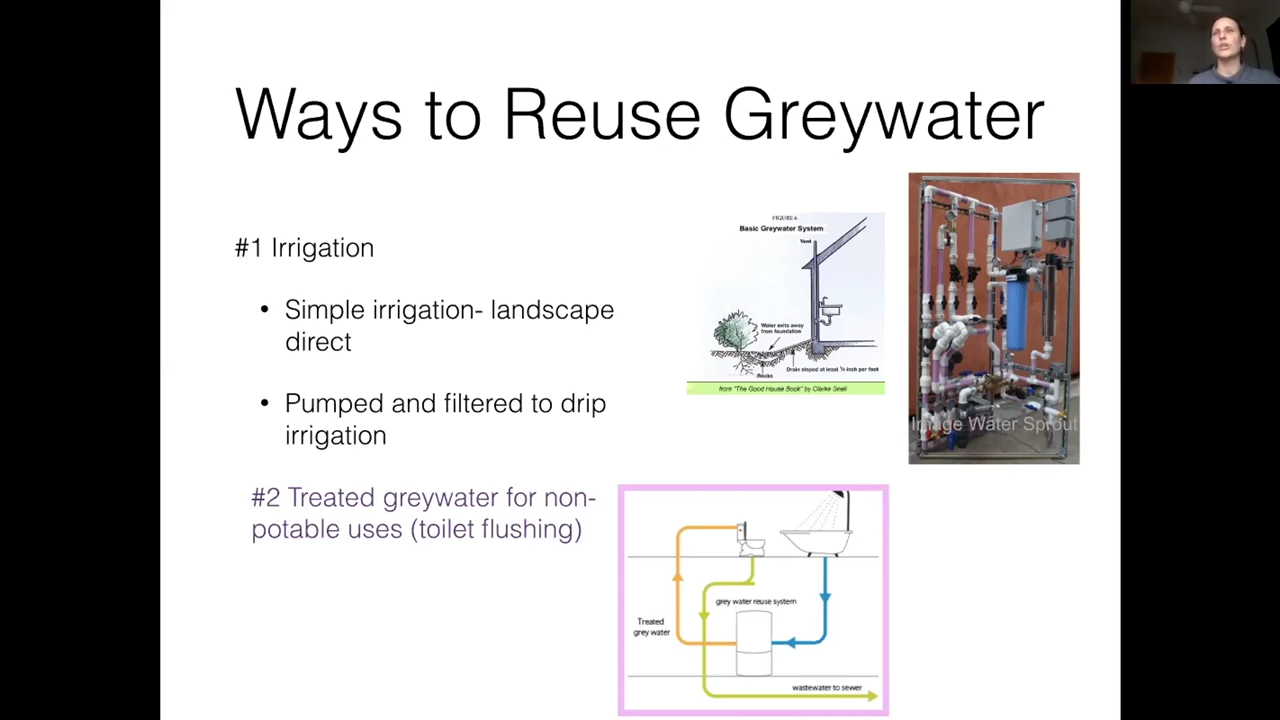 Ways to Reuse Greywater
#1 Irrigation
• Simple irrigation- landscape
direct
• Pumped and filtered to drip
irrigation
#2 Treated greywater for non-
potable uses (toilet flushing)
FIGURE 4
Basic Greywater System
Vent
Water exits away
from foundation
Rocks
Drain sloped at least ¼ inch per foot
from "The Good House Book" by Clarke Snell
Image Water Sprout
grey water reuse system
Treated
grey water
wastewater to sewer